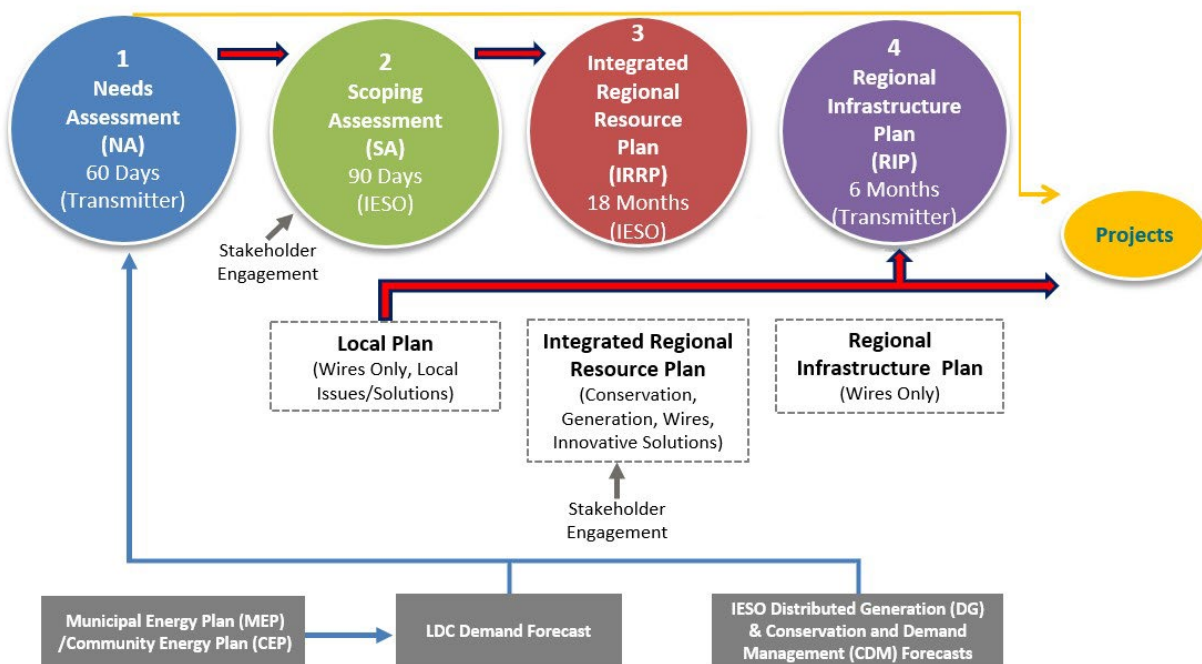 1
Needs
Assessment
(NA)
60 Days
(Transmitter)
2
Scoping
Assessment
(SA)
90 Days
(IESO)
3
Integrated
Regional
Resource
Plan
(IRRP)
18 Months
(IESO)
4
Regional
Infrastructure
Plan
(RIP)
6 Months
(Transmitter)
Projects
Stakeholder
Engagement
Local Plan
(Wires Only, Local
Issues/Solutions)
Integrated Regional
Resource Plan
(Conservation,
Generation, Wires,
Innovative Solutions)
Regional
Infrastructure Plan
(Wires Only)
Stakeholder
Engagement
Municipal Energy Plan (MEP)
/Community Energy Plan (CEP)
LDC Demand Forecast
IESO Distributed Generation (DG)
& Conservation and Demand
Management (CDM) Forecasts